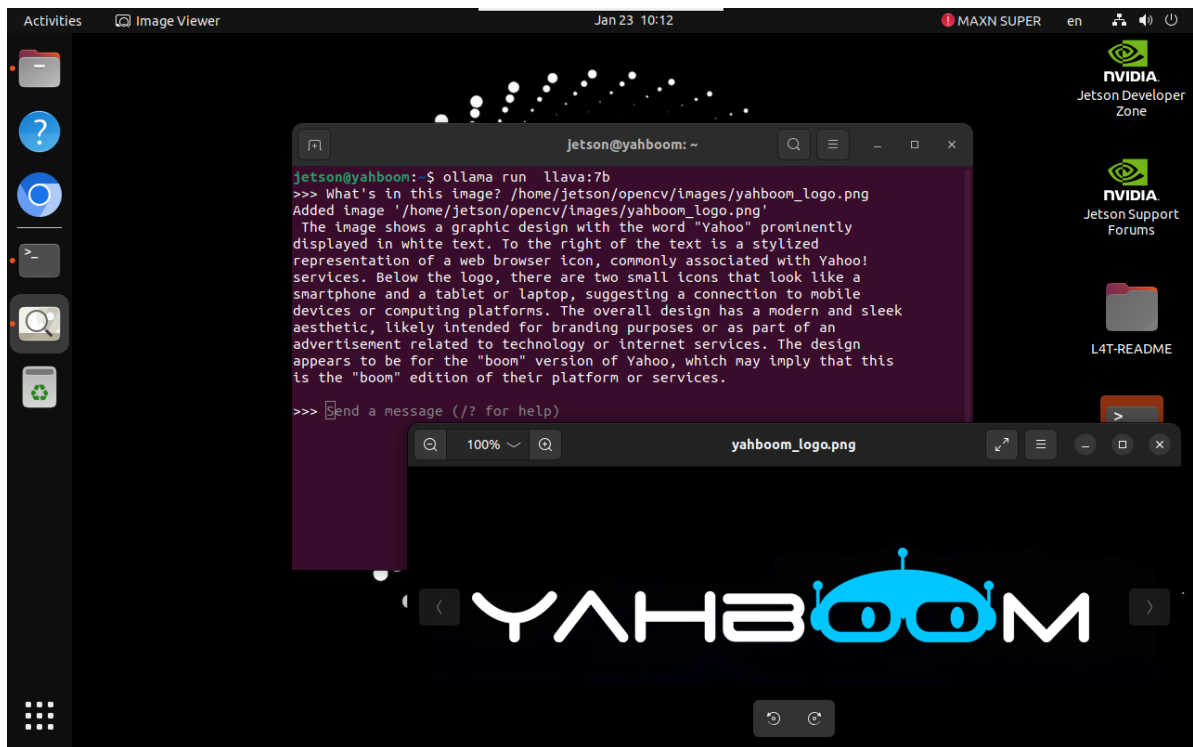 Activities
Image Viewer
Jan 23 10:12
MAXN SUPER
en
NVIDIA.
Jetson Developer
Zone
NVIDIA.
Jetson Support
Forums
L4T-README
jetson@yahboom: ~
jetson@yahboom:~$ ollama run  llava:7b
>>> What's in this image? /home/jetson/opencv/images/yahboom_logo.png
Added image '/home/jetson/opencv/images/yahboom_logo.png'
 The image shows a graphic design with the word "Yahoo" prominently
displayed in white text. To the right of the text is a stylized
representation of a web browser icon, commonly associated with Yahoo!
services. Below the logo, there are two small icons that look like a
smartphone and a tablet or laptop, suggesting a connection to mobile
devices or computing platforms. The overall design has a modern and sleek
aesthetic, likely intended for branding purposes or as part of an
advertisement related to technology or internet services. The design
appears to be for the "boom" version of Yahoo, which may imply that this
is the "boom" edition of their platform or services.
>>> Send a message (/? for help)
100%
yahboom_logo.png
YAHBOOM